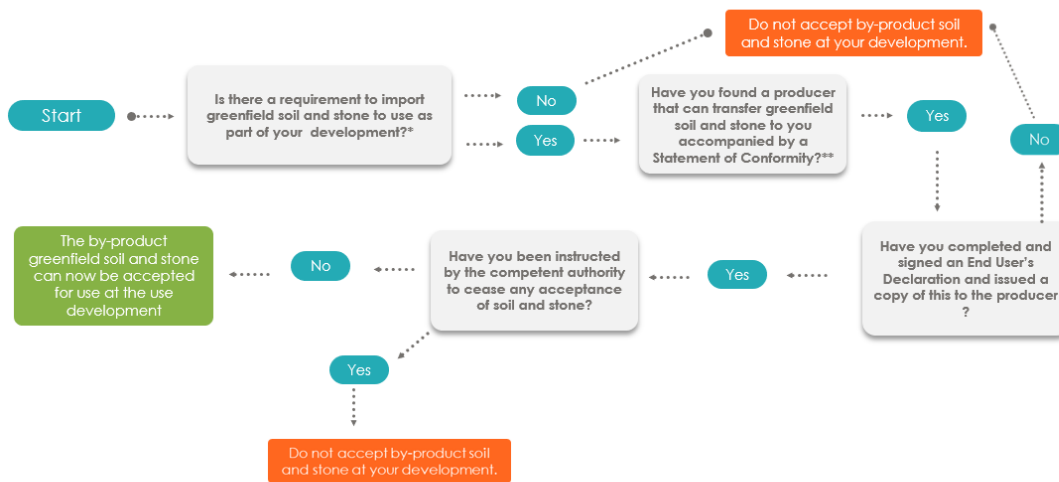 Do not accept by-product soil
and stone at your development.
Start
Is there a requirement to import
greenfield soil and stone to use as
part of your development?*
No
Yes
Have you found a producer
that can transfer greenfield
soil and stone to you
accompanied by a
Statement of Conformity?**
Yes
No
Have you completed and
signed an End User's
Declaration and issued a
copy of this to the producer
?
Yes
Have you been instructed
by the competent authority
to cease any acceptance
of soil and stone?
No
The by-product
greenfield soil and stone
can now be accepted
for use at the use
development
Yes
Do not accept by-product soil
and stone at your development.